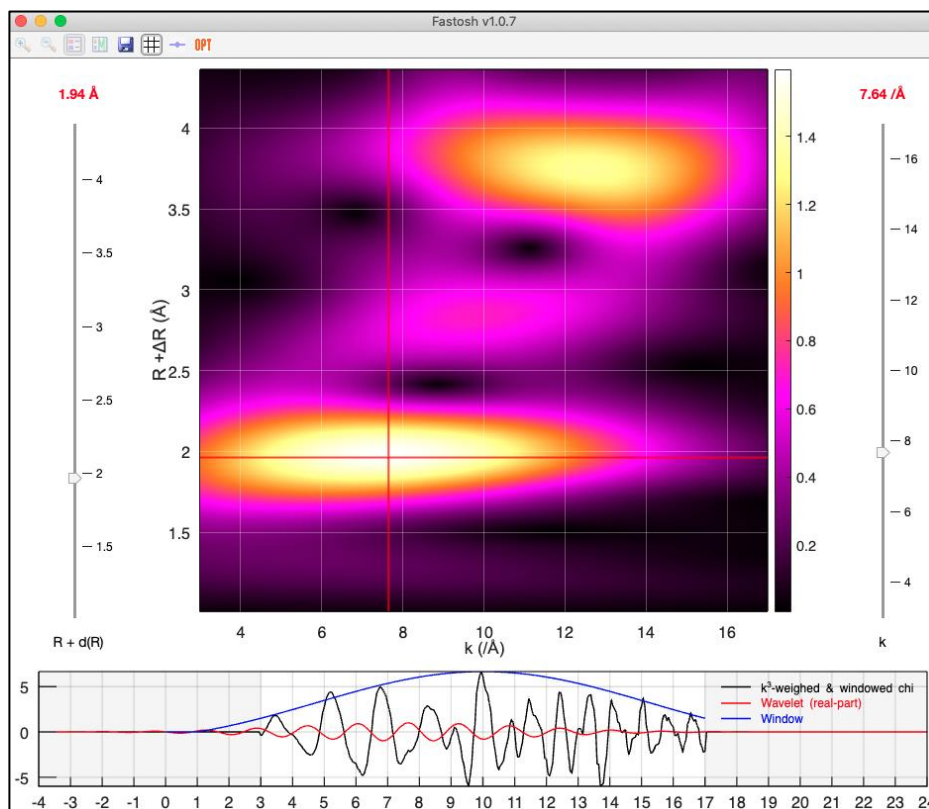 Fastosh v1.0.7
OPT
1.94 Å
7.64 /Å
4
3.5
3
2.5
2
1.5
R + d(R)
R +ΔR (Å)
4
3.5
3
2.5
2
1.5
4 6 8 10 12 14 16
k (/Å)
1.4
1.2
1
0.8
0.6
0.4
0.2
16
14
12
10
8
6
4
k
5
0
-5
k³-weighed & windowed chi
Wavelet (real-part)
Window
-4 -3 -2 -1 0 1 2 3 4 5 6 7 8 9 10 11 12 13 14 15 16 17 18 19 20 21 22 23 24